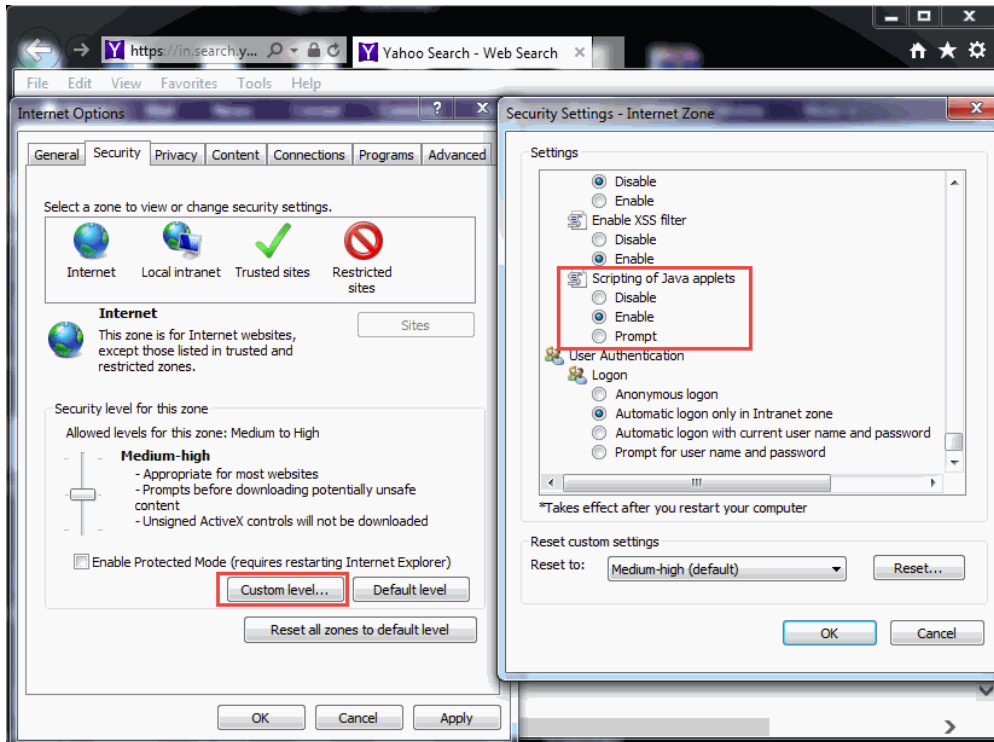 https://in.search.y...
Yahoo Search - Web Search
File Edit View Favorites Tools Help
Internet Options
General Security Privacy Content Connections Programs Advanced
Select a zone to view or change security settings.
Internet Local intranet Trusted sites Restricted
sites
Internet
This zone is for Internet websites,
except those listed in trusted and
restricted zones.
Sites
Security level for this zone
Allowed levels for this zone: Medium to High
Medium-high
- Appropriate for most websites
- Prompts before downloading potentially unsafe
content
- Unsigned ActiveX controls will not be downloaded
Enable Protected Mode (requires restarting Internet Explorer)
Custom level... Default level
Reset all zones to default level
OK Cancel Apply
Security Settings - Internet Zone
Settings
Disable
Enable
Enable XSS filter
Disable
Enable
Scripting of Java applets
Disable
Enable
Prompt
User Authentication
Logon
Anonymous logon
Automatic logon only in Intranet zone
Automatic logon with current user name and password
Prompt for user name and password
*Takes effect after you restart your computer
Reset custom settings
Reset to: Medium-high (default) Reset...
OK Cancel